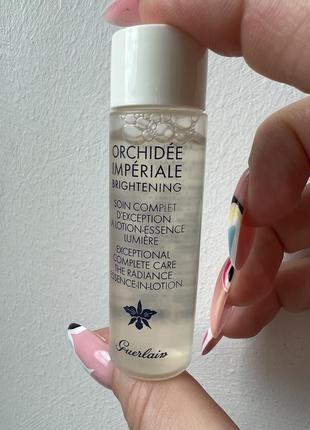 ORCHIDÉE
IMPÉRIALE
BRIGHTENING
SOIN COMPLET
D'EXCEPTION
LA LOTION-ESSENCE
LUMIÈRE
EXCEPTIONAL
COMPLETE CARE
THE RADIANCE
ESSENCE-IN-LOTION
Guerlain